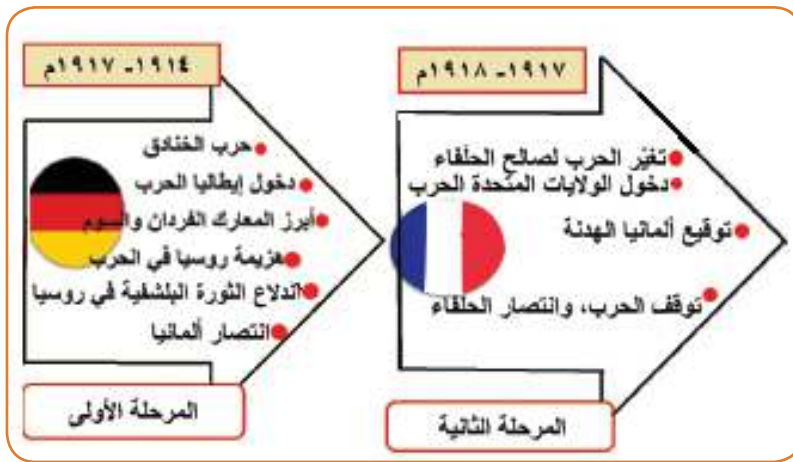 ١٩١٤ - ١٩١٧م
حرب الخنادق
دخول إيطاليا الحرب
أبرز المعارك الفردان والسوم
هزيمة روسيا في الحرب
اندلاع الثورة البلشفية في روسيا
انتصار ألمانيا
المرحلة الأولى
١٩١٧ - ١٩١٨م
تغيّر الحرب لصالح الحلفاء
دخول الولايات المتحدة الحرب
توقيع ألمانيا الهدنة
توقف الحرب، وانتصار الحلفاء
المرحلة الثانية